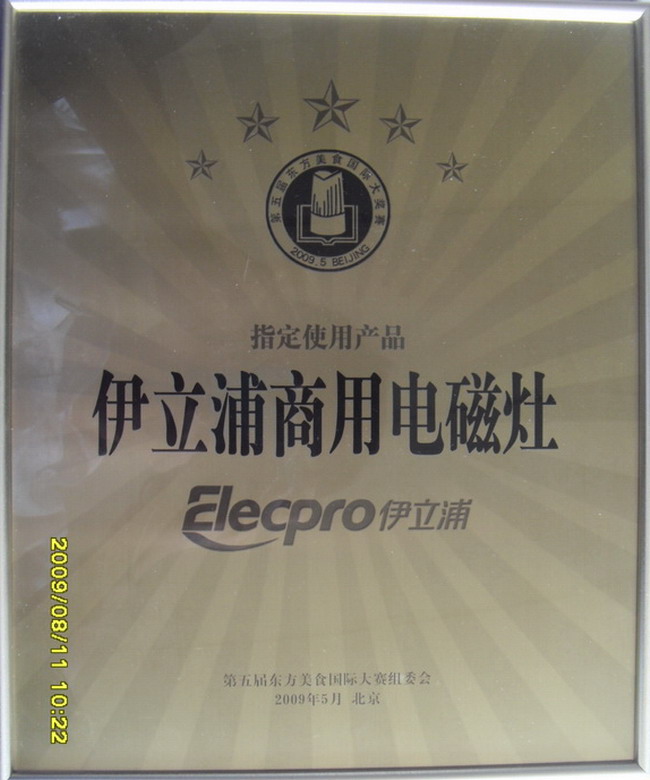 第五届东方美食国际大奖赛
2009.5 BEIJING
指定使用产品
伊立浦商用电磁灶
Elecpro伊立浦
第五届东方美食国际大赛组委会
2009年5月 北京
2009/08/11 10:22